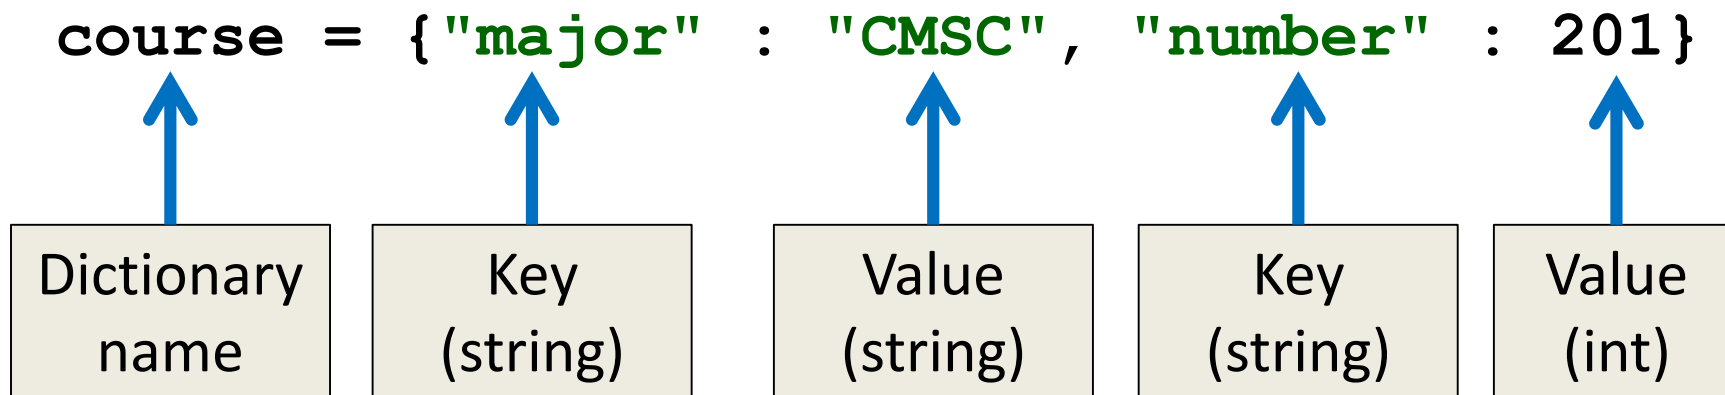 course = {"major" : "CMSC", "number" : 201}
Dictionary name
Key (string)
Value (string)
Key (string)
Value (int)